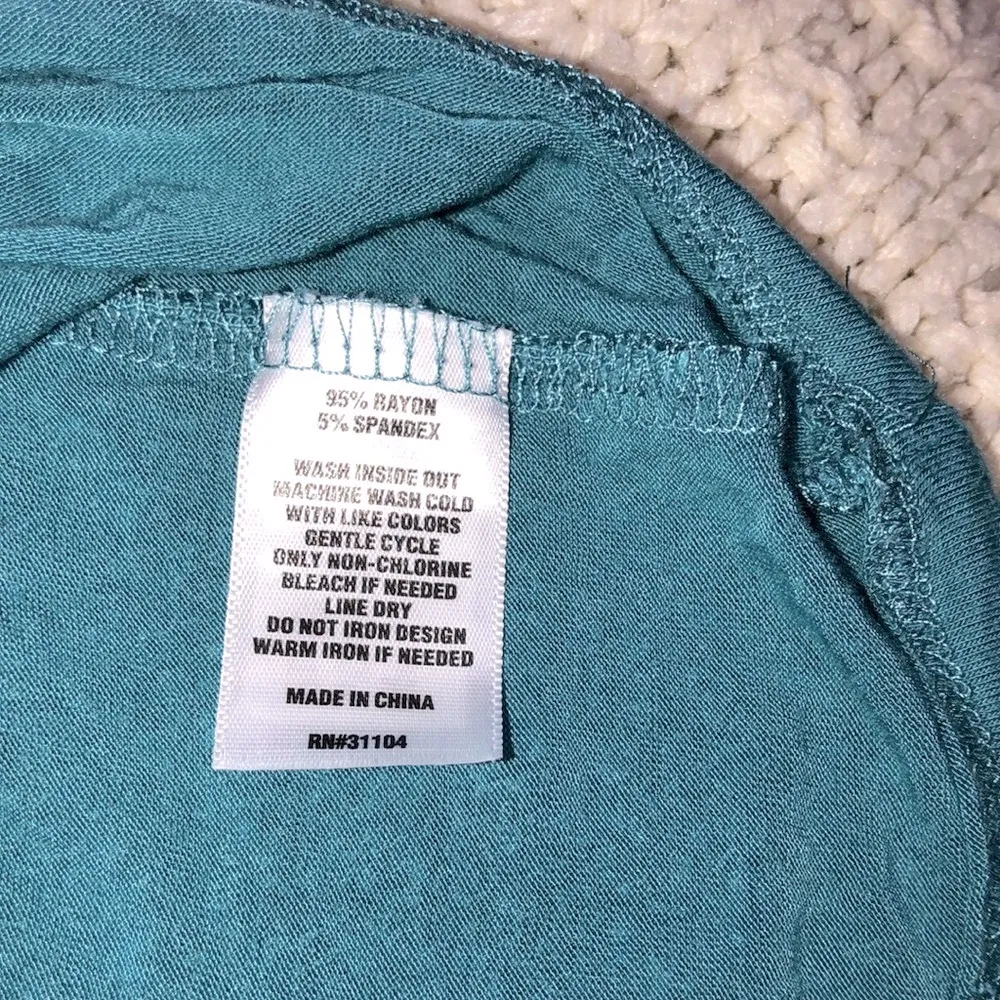 95% RAYON
5% SPANDEX
WASH INSIDE OUT
MACHINE WASH COLD
WITH LIKE COLORS
GENTLE CYCLE
ONLY NON-CHLORINE
BLEACH IF NEEDED
LINE DRY
DO NOT IRON DESIGN
WARM IRON IF NEEDED
MADE IN CHINA
RN#31104